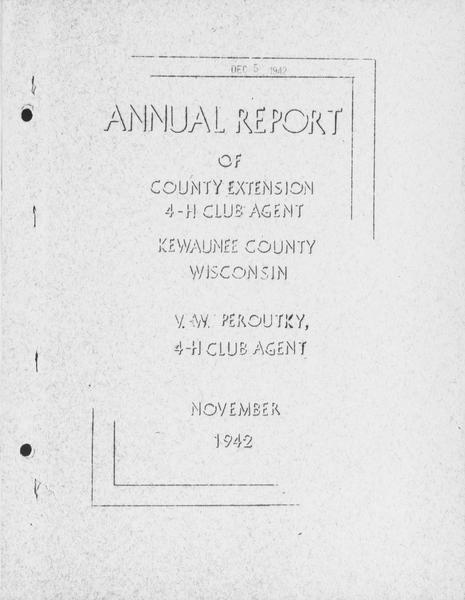 DEC 5 1942
ANNUAL REPORT
OF
COUNTY EXTENSION
4-H CLUB AGENT
KEWAUNEE COUNTY
WISCONSIN
V. W. PEROUTKY,
4-H CLUB AGENT
NOVEMBER
1942